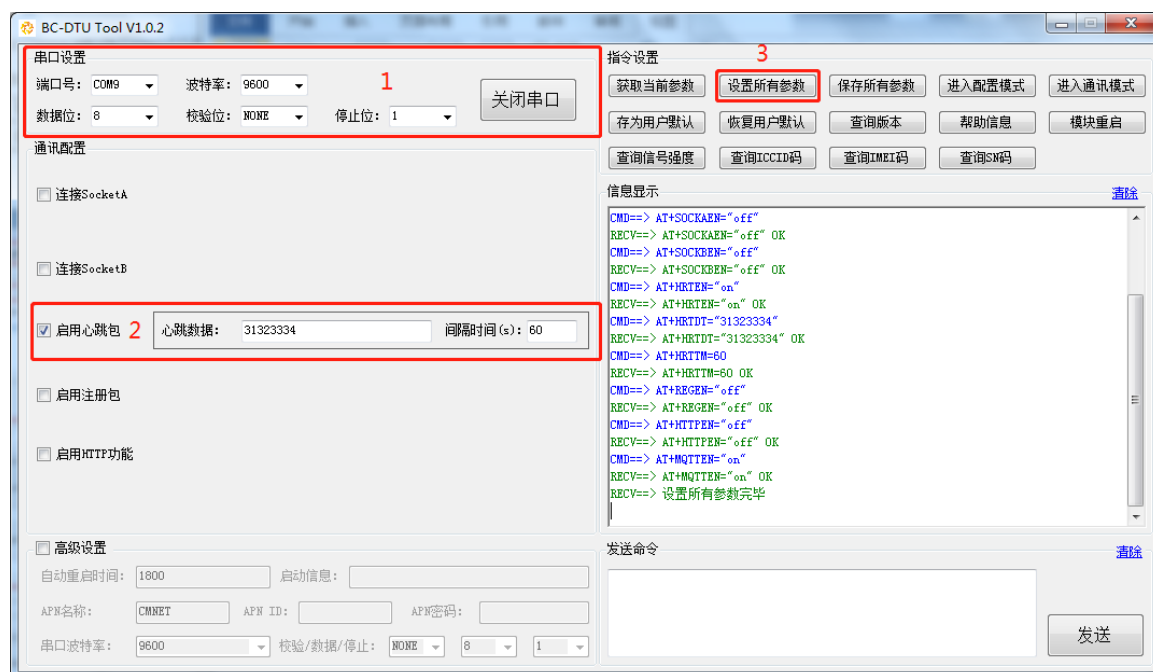 BC-DTU Tool V1.0.2
串口设置
端口号: COM9 波特率: 9600 1 关闭串口
数据位: 8 校验位: NONE 停止位: 1
通讯配置
连接SocketA
连接SocketB
启用心跳包 2 心跳数据: 31323334 间隔时间(s): 60
启用注册包
启用HTTP功能
高级设置
自动重启时间: 1800 启动信息:
APN名称: CMNET APN ID: APN密码:
串口波特率: 9600 校验/数据/停止: NONE 8 1
指令设置 3
获取当前参数 设置所有参数 保存所有参数 进入配置模式 进入通讯模式
存为用户默认 恢复用户默认 查询版本 帮助信息 模块重启
查询信号强度 查询ICCID码 查询IMEI码 查询SN码
信息显示 清除
CMD==> AT+SOCKAEN="off"
RECV==> AT+SOCKAEN="off" OK
CMD==> AT+SOCKBEN="off"
RECV==> AT+SOCKBEN="off" OK
CMD==> AT+HRTEN="on"
RECV==> AT+HRTEN="on" OK
CMD==> AT+HRTDT="31323334"
RECV==> AT+HRTDT="31323334" OK
CMD==> AT+HRTTM=60
RECV==> AT+HRTTM=60 OK
CMD==> AT+REGEN="off"
RECV==> AT+REGEN="off" OK
CMD==> AT+HTTPEN="off"
RECV==> AT+HTTPEN="off" OK
CMD==> AT+MQTTEN="on"
RECV==> AT+MQTTEN="on" OK
RECV==> 设置所有参数完毕
发送命令 清除
发送